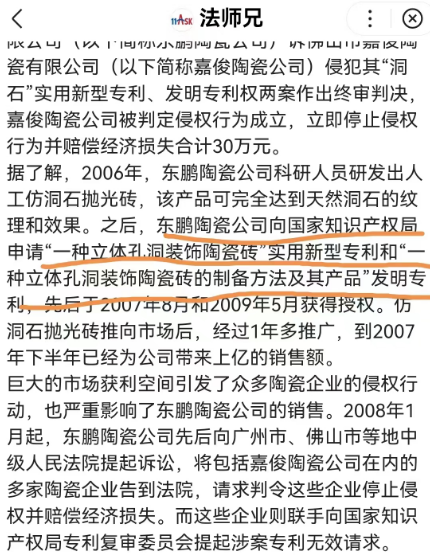 11ASK 法师兄
限公司（以下简称东鹏陶瓷公司）诉佛山市嘉俊陶
瓷有限公司（以下简称嘉俊陶瓷公司）侵犯其“洞
石”实用新型专利、发明专利权两案作出终审判决，
嘉俊陶瓷公司被判定侵权行为成立，立即停止侵权
行为并赔偿经济损失合计30万元。
据了解，2006年，东鹏陶瓷公司科研人员研发出人
工仿洞石抛光砖，该产品可完全达到天然洞石的纹
理和效果。之后，东鹏陶瓷公司向国家知识产权局
申请“一种立体孔洞装饰陶瓷砖”实用新型专利和“一
种立体孔洞装饰陶瓷砖的制备方法及其产品”发明专
利，先后于2007年8月和2009年5月获得授权。仿
洞石抛光砖推向市场后，经过1年多推广，到2007
年下半年已经为公司带来上亿的销售额。
巨大的市场获利空间引发了众多陶瓷企业的侵权行
动，也严重影响了东鹏陶瓷公司的销售。2008年1
月起，东鹏陶瓷公司先后向广州市、佛山市等地中
级人民法院提起诉讼，将包括嘉俊陶瓷公司在内的
多家陶瓷企业告到法院，请求判令这些企业停止侵
权并赔偿经济损失。而这些企业则联手向国家知识
产权局专利复审委员会提起涉案专利无效请求。